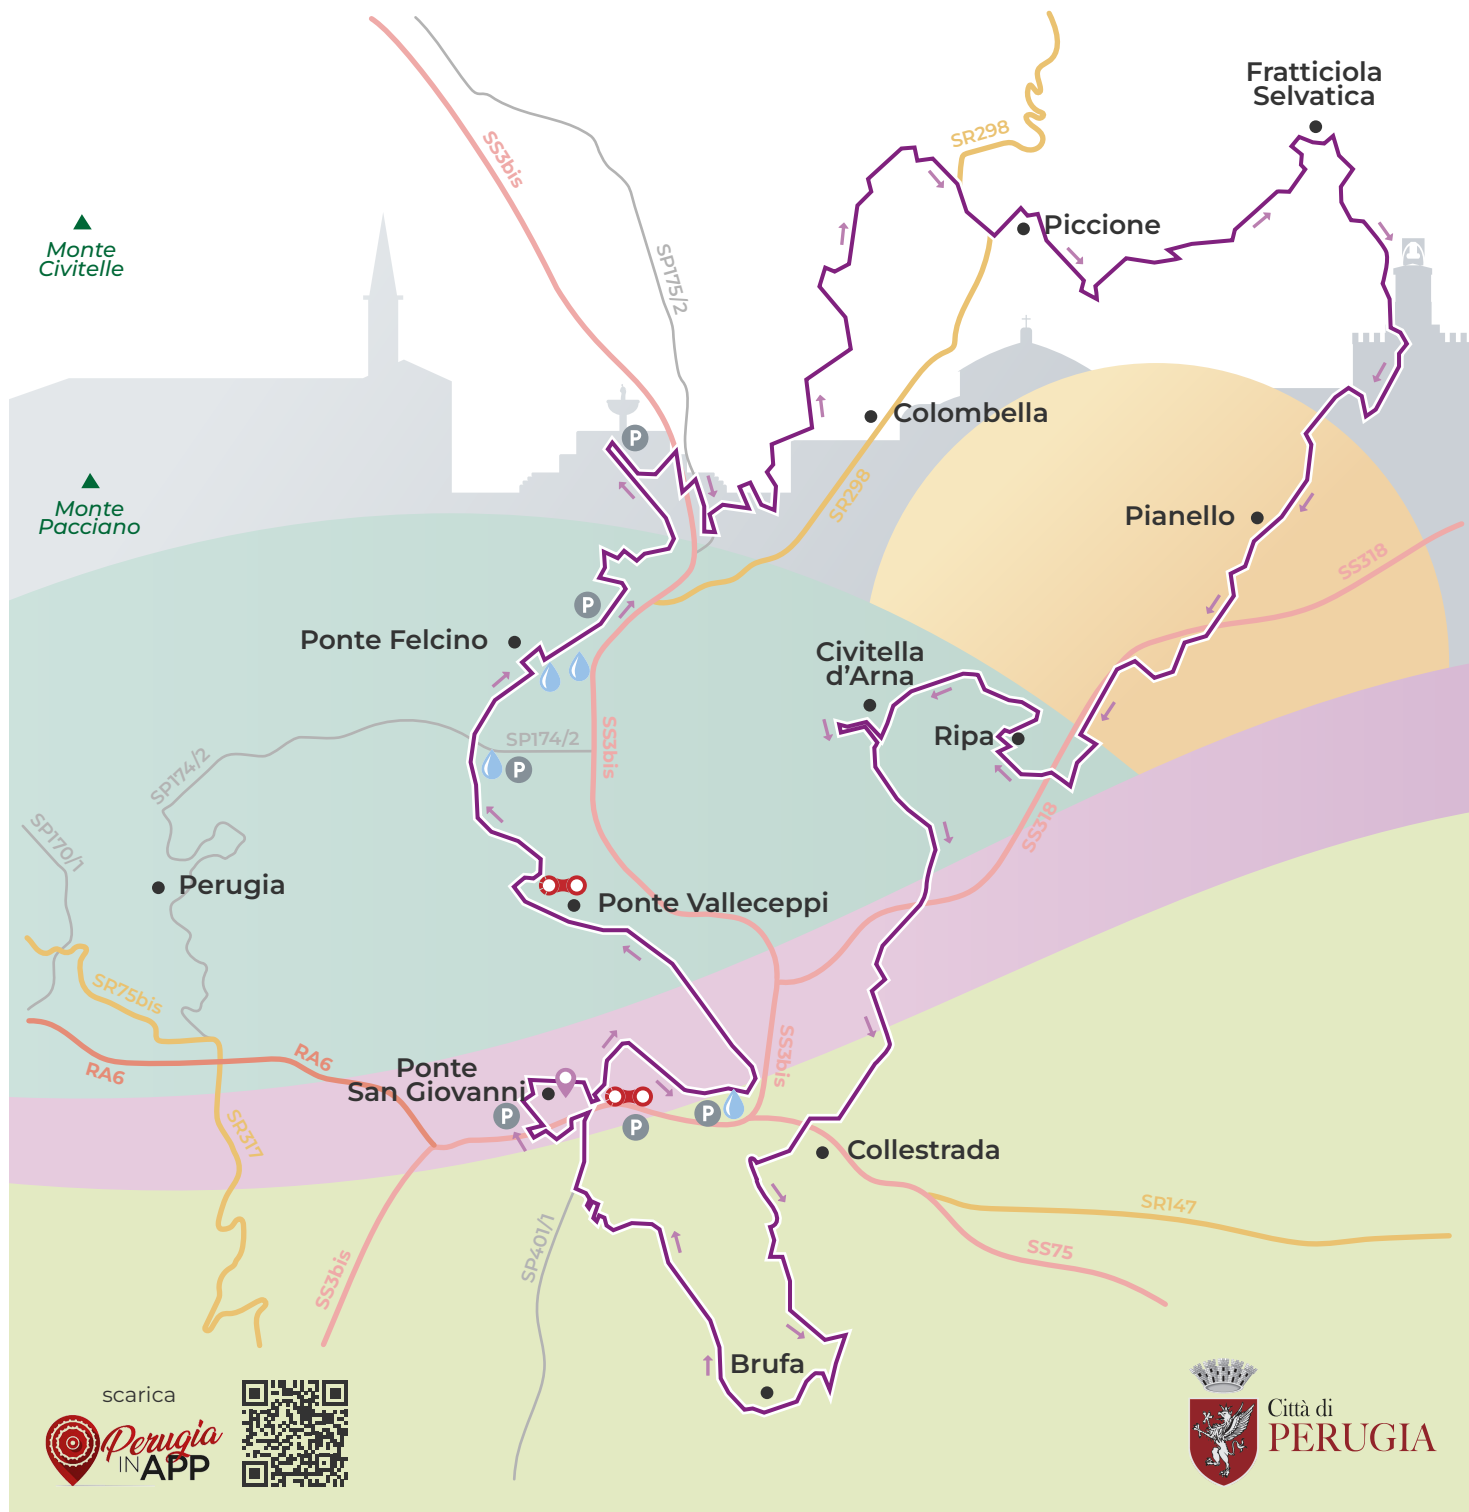 Fratticiola
Selvatica
SR298
SS3bis
Piccione
Monte
Civitelle
SP175/2
P
Colombella
SR298
Monte
Pacciano
Pianello
SS318
P
Ponte Felcino
Civitella
d'Arna
Ripa
SP174/2
SS3bis
SP174/2
P
SP170/1
SS318
Perugia
Ponte Valleceppi
SR75bis
RA6
RA6
SS3bis
Ponte
San Giovanni
P
P
P
SR317
Collestrada
SR147
SP401/1
SS75
SS3bis
Brufa
scarica
Perugia
IN APP
Città di
PERUGIA